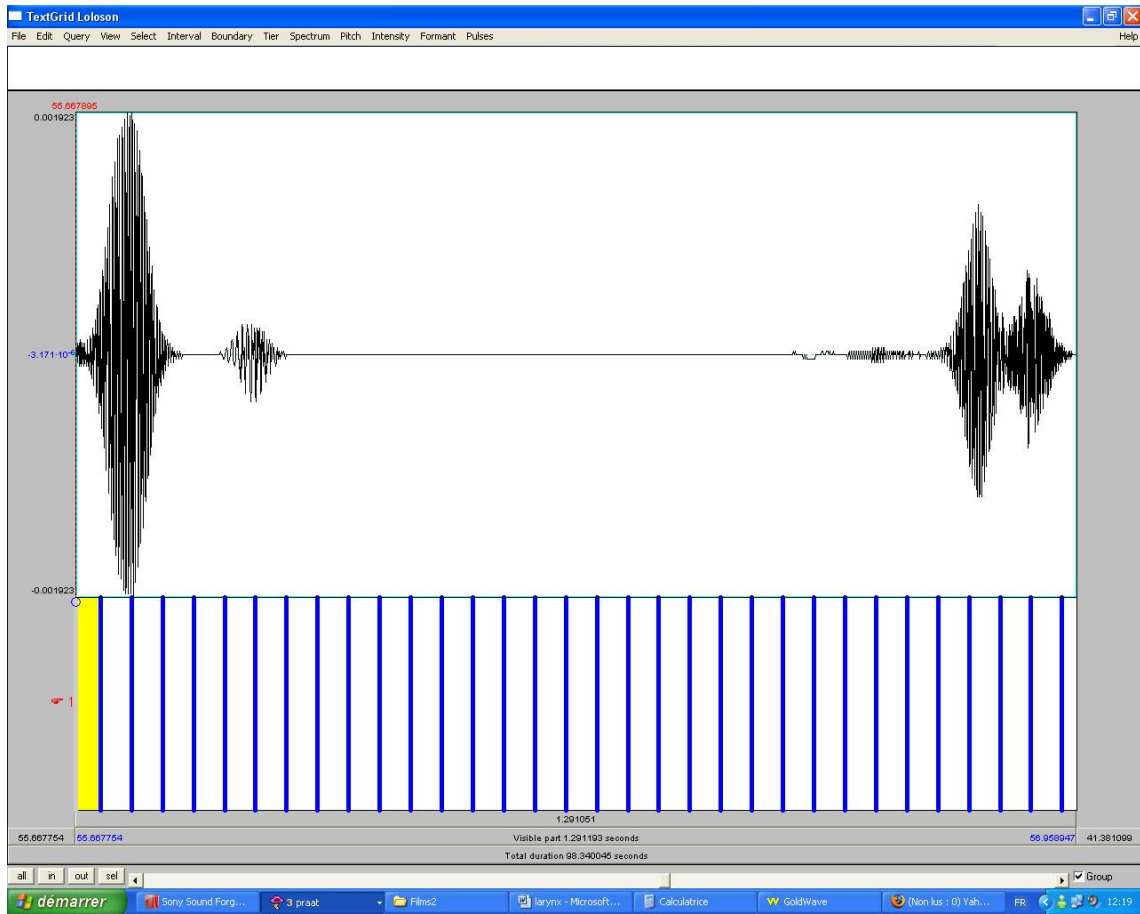 TextGrid Loloson
File Edit Query View Select Interval Boundary Tier Spectrum Pitch Intensity Formant Pulses Help
55.667895
0.001923
-3.171·10⁻⁶
-0.001923
1
1.291051
55.667754 55.667754 Visible part 1.291193 seconds 56.958947 41.381099
Total duration 98.340045 seconds
all in out sel Group
démarrer Sony Sound Forg... 3 praat Films2 larynx - Microsoft... Calculatrice GoldWave (Non lus : 0) Yah... FR 12:19